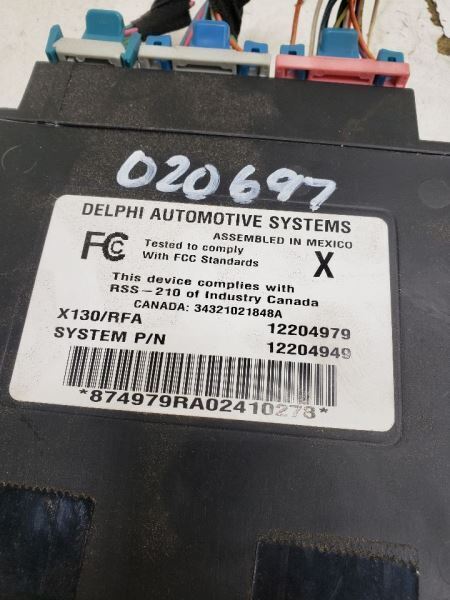 020697
DELPHI AUTOMOTIVE SYSTEMS
ASSEMBLED IN MEXICO
FCC Tested to comply
With FCC Standards
X
This device complies with
RSS-210 of Industry Canada
CANADA: 34321021848A
X130/RFA 12204979
SYSTEM P/N 12204949
*874979RA02410278*